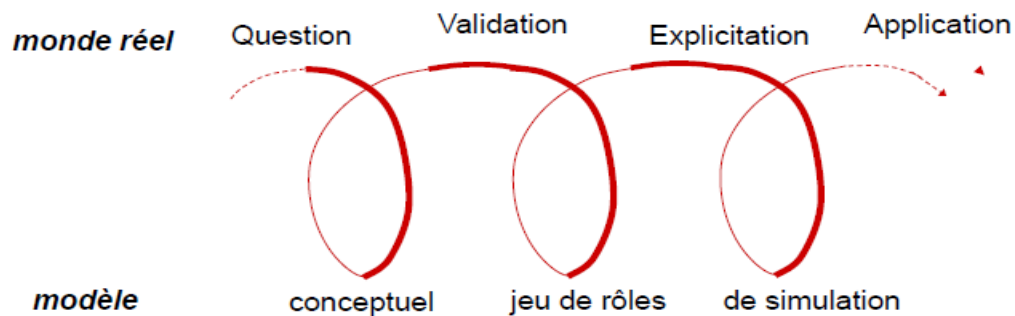 monde réel Question Validation Explicitation Application
modèle conceptuel jeu de rôles de simulation